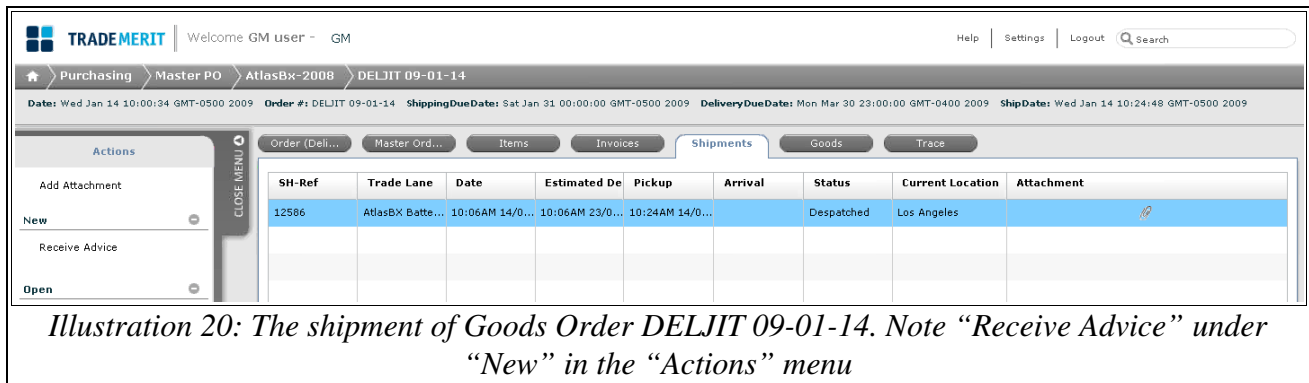 TRADEMERIT Welcome GM user - GM Help Settings Logout Search
Purchasing Master PO AtlasBx-2008 DELJIT 09-01-14
Date: Wed Jan 14 10:00:34 GMT-0500 2009 Order #: DELJIT 09-01-14 ShippingDueDate: Sat Jan 31 00:00:00 GMT-0500 2009 DeliveryDueDate: Mon Mar 30 23:00:00 GMT-0400 2009 ShipDate: Wed Jan 14 10:24:48 GMT-0500 2009
Actions
Add Attachment
New
Receive Advice
Open
CLOSE MENU
Order (Deli... Master Ord... Items Invoices Shipments Goods Trace
SH-Ref Trade Lane Date Estimated De Pickup Arrival Status Current Location Attachment
12586 AtlasBX Batte... 10:06AM 14/0... 10:06AM 23/0... 10:24AM 14/0... Despatched Los Angeles
Illustration 20: The shipment of Goods Order DELJIT 09-01-14. Note “Receive Advice” under
“New” in the “Actions” menu